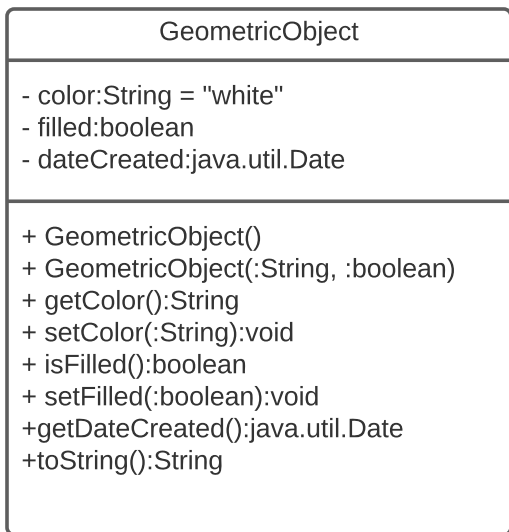 GeometricObject
- color:String = "white"
- filled:boolean
- dateCreated:java.util.Date
+ GeometricObject()
+ GeometricObject(:String, :boolean)
+ getColor():String
+ setColor(:String):void
+ isFilled():boolean
+ setFilled(:boolean):void
+getDateCreated():java.util.Date
+toString():String